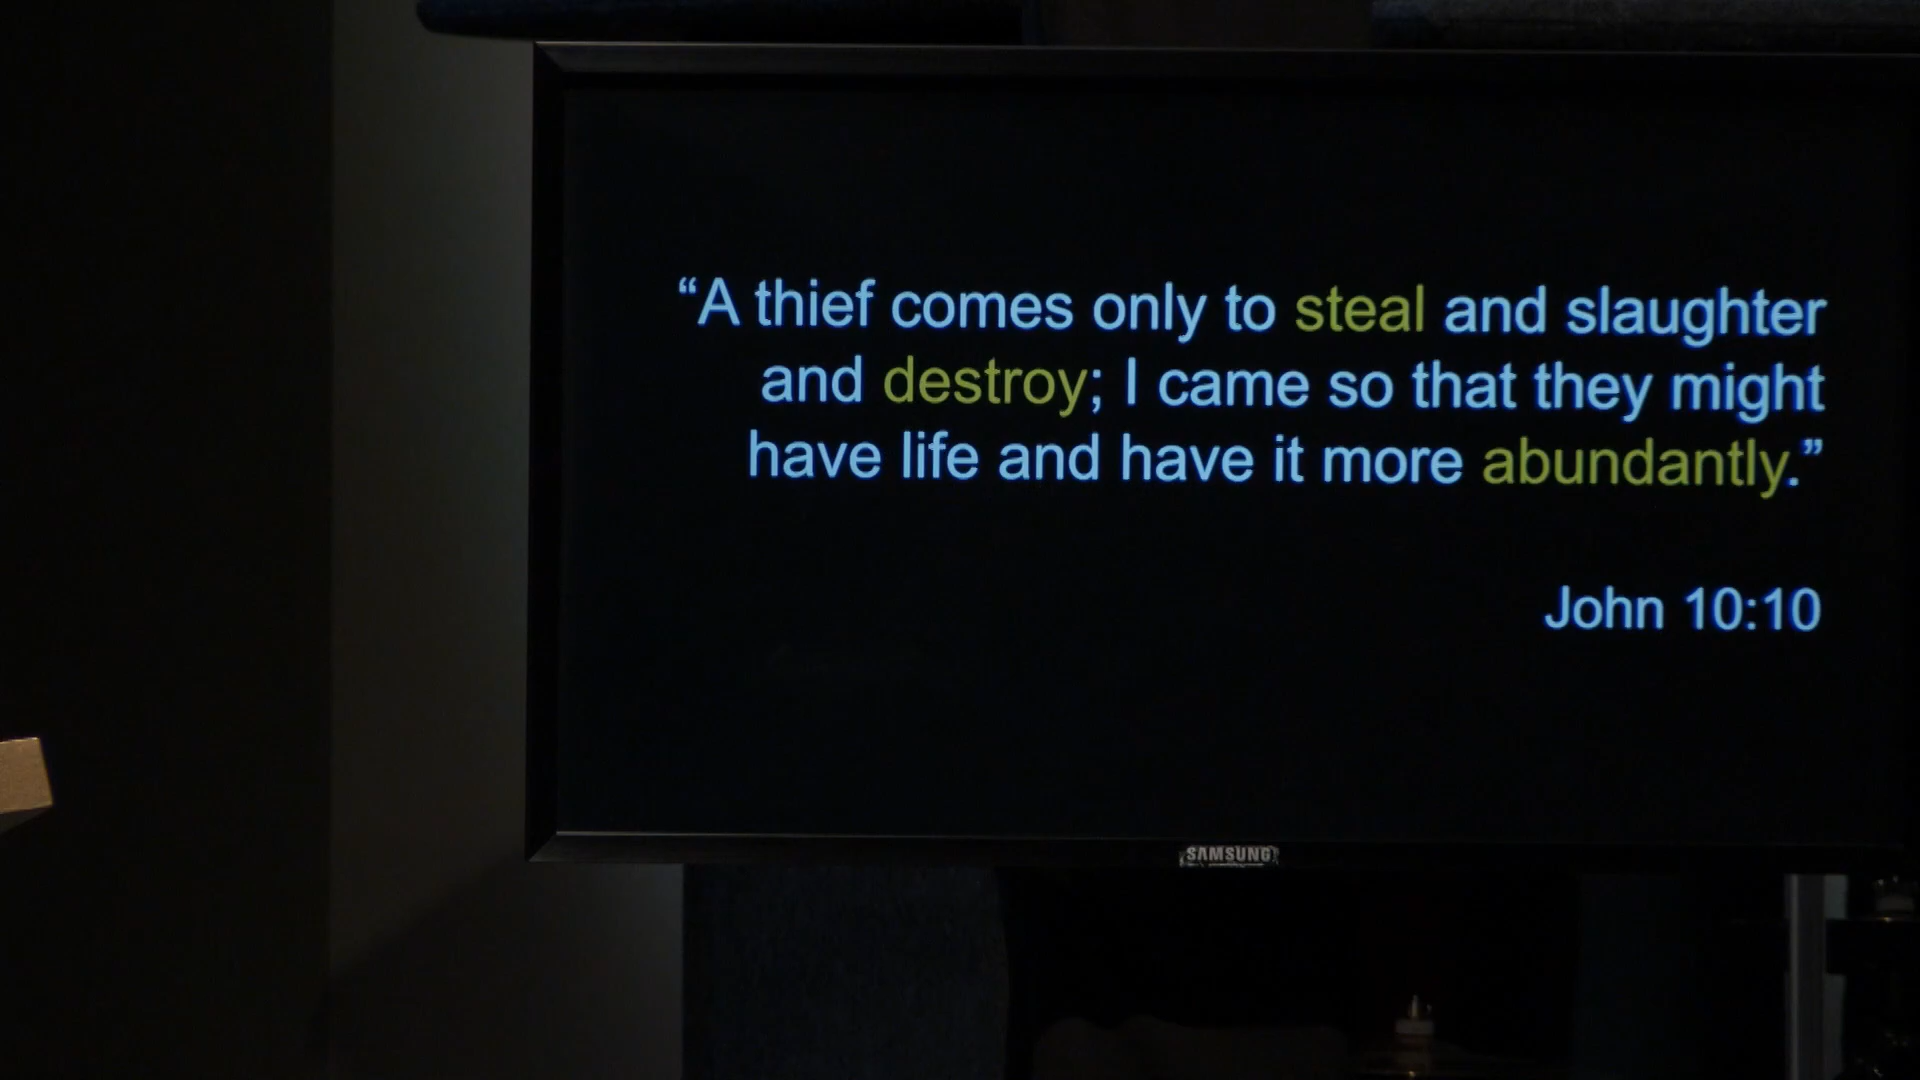 “A thief comes only to steal and slaughter
and destroy; I came so that they might
have life and have it more abundantly.”
John 10:10
SAMSUNG